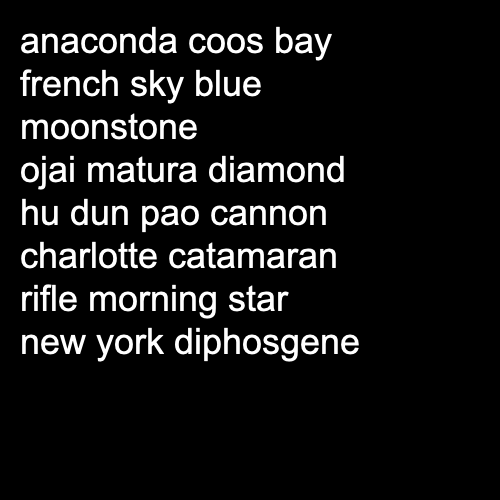 anaconda coos bay
french sky blue
moonstone
ojai matura diamond
hu dun pao cannon
charlotte catamaran
rifle morning star
new york diphosgene